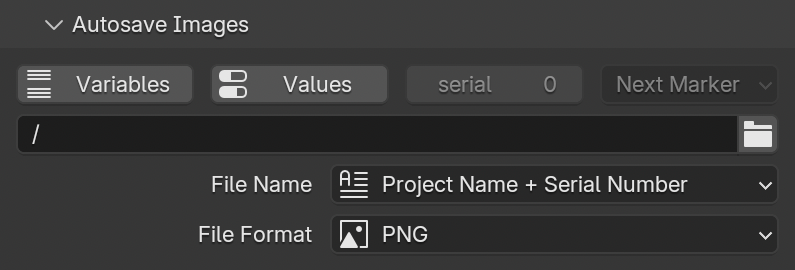 Autosave Images
Variables Values serial 0 Next Marker
/
File Name Project Name + Serial Number
File Format PNG